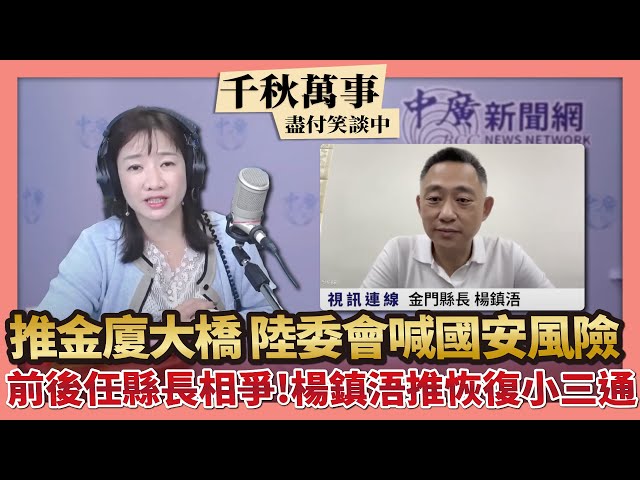 千秋萬事
盡付笑談中
中廣新聞網
BCC NEWS NETWORK
視訊連線 金門縣長 楊鎮浯
推金廈大橋 陸委會喊國安風險
前後任縣長相爭!楊鎮浯推恢復小三通